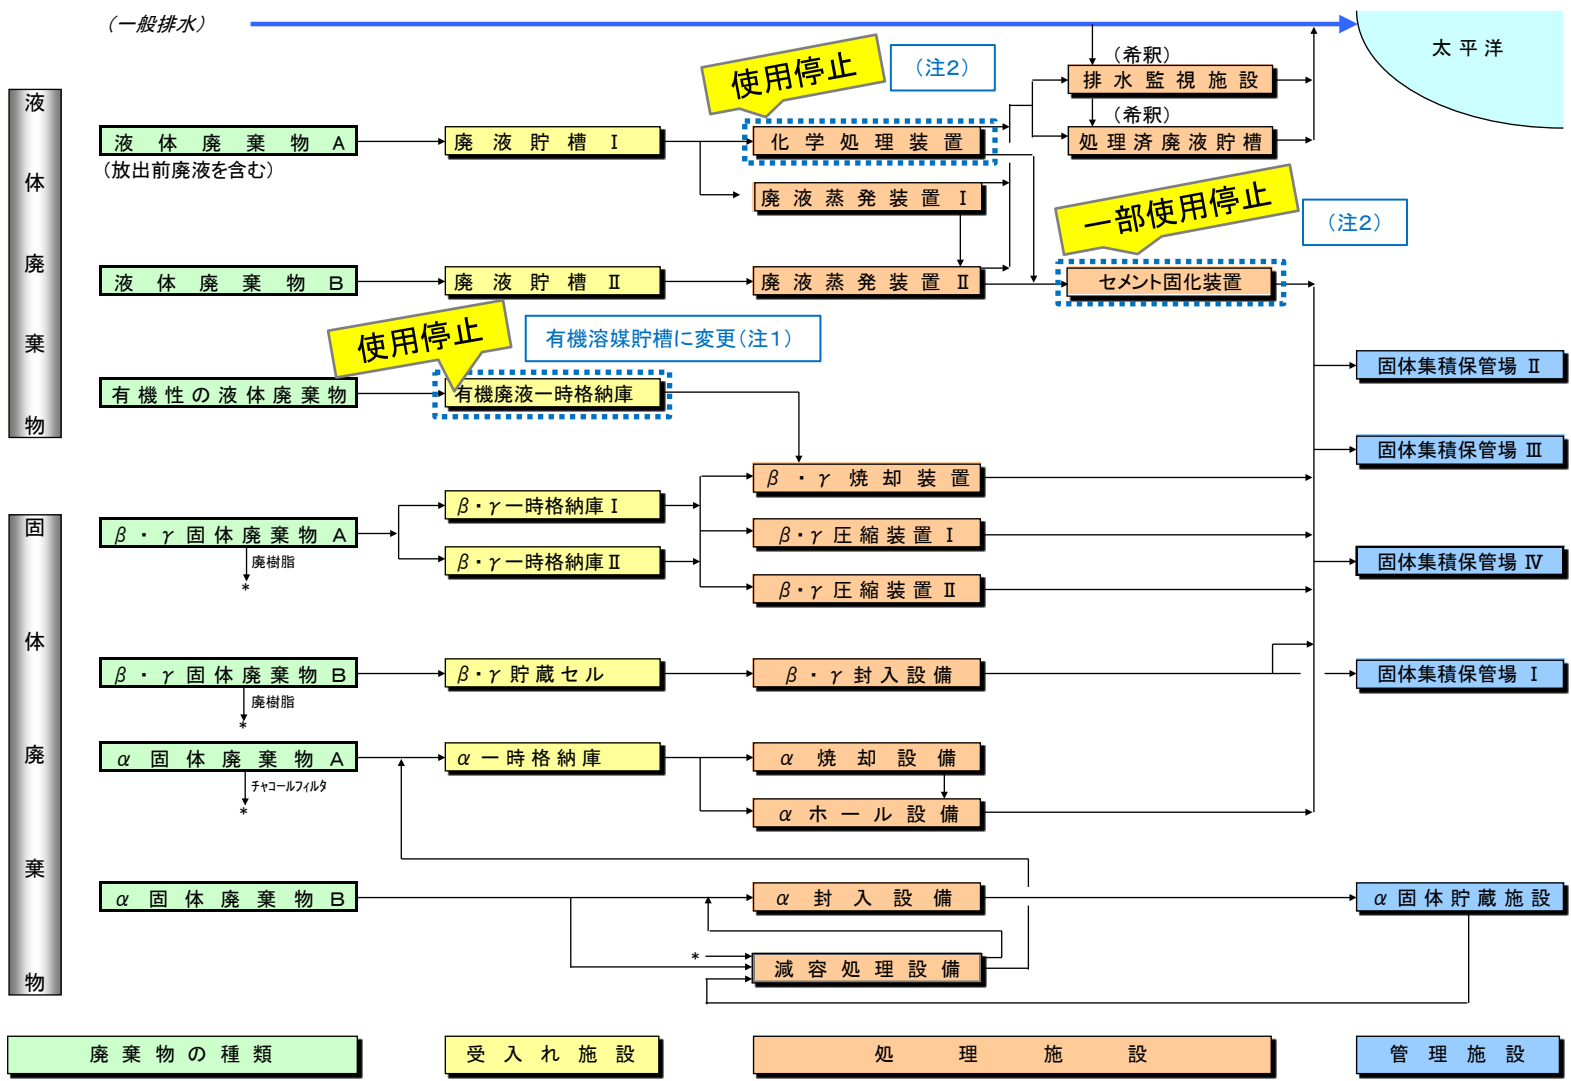 （一般排水）
太平洋
使用停止
（注２）
（希釈）
排水監視施設
（希釈）
液体廃棄物
液体廃棄物Ａ
（放出前廃液を含む）
廃液貯槽Ⅰ
化学処理装置
処理済廃液貯槽
廃液蒸発装置Ⅰ
一部使用停止
（注２）
液体廃棄物Ｂ
廃液貯槽Ⅱ
廃液蒸発装置Ⅱ
セメント固化装置
使用停止
有機溶媒貯槽に変更（注１）
固体集積保管場Ⅱ
有機性の液体廃棄物
有機廃液一時格納庫
固体集積保管場Ⅲ
β・γ焼却装置
固体廃棄物
β・γ一時格納庫Ⅰ
β・γ固体廃棄物Ａ
β・γ圧縮装置Ⅰ
廃樹脂
*
β・γ一時格納庫Ⅱ
固体集積保管場Ⅳ
β・γ圧縮装置Ⅱ
β・γ固体廃棄物Ｂ
β・γ貯蔵セル
β・γ封入設備
固体集積保管場Ⅰ
廃樹脂
*
α固体廃棄物Ａ
α一時格納庫
α焼却設備
チャコールフィルタ
*
αホール設備
α固体廃棄物Ｂ
α封入設備
α固体貯蔵施設
*
減容処理設備
廃棄物の種類
受入れ施設
処理施設
管理施設